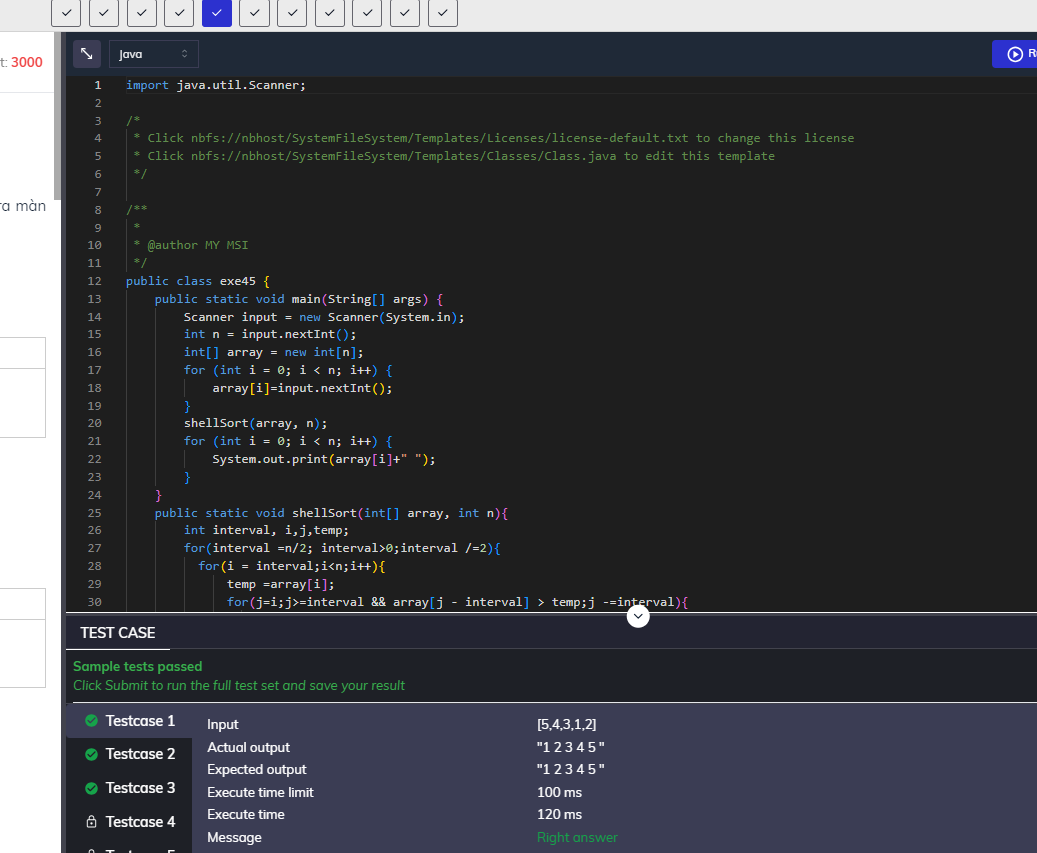 t: 3000
Java
ra màn
1 import java.util.Scanner;
2
3 /*
4 * Click nbfs://nbhost/SystemFileSystem/Templates/Licenses/license-default.txt to change this license
5 * Click nbfs://nbhost/SystemFileSystem/Templates/Classes/Class.java to edit this template
6 */
7
8 /**
9 *
10 * @author MY MSI
11 */
12 public class exe45 {
13 public static void main(String[] args) {
14 Scanner input = new Scanner(System.in);
15 int n = input.nextInt();
16 int[] array = new int[n];
17 for (int i = 0; i < n; i++) {
18 array[i]=input.nextInt();
19 }
20 shellSort(array, n);
21 for (int i = 0; i < n; i++) {
22 System.out.print(array[i]+" ");
23 }
24 }
25 public static void shellSort(int[] array, int n){
26 int interval, i,j,temp;
27 for(interval =n/2; interval>0;interval /=2){
28 for(i = interval;i<n;i++){
29 temp =array[i];
30 for(j=i;j>=interval && array[j - interval] > temp;j -=interval){
TEST CASE
Sample tests passed
Click Submit to run the full test set and save your result
Testcase 1
Testcase 2
Testcase 3
Testcase 4
Input [5,4,3,1,2]
Actual output "1 2 3 4 5 "
Expected output "1 2 3 4 5 "
Execute time limit 100 ms
Execute time 120 ms
Message Right answer